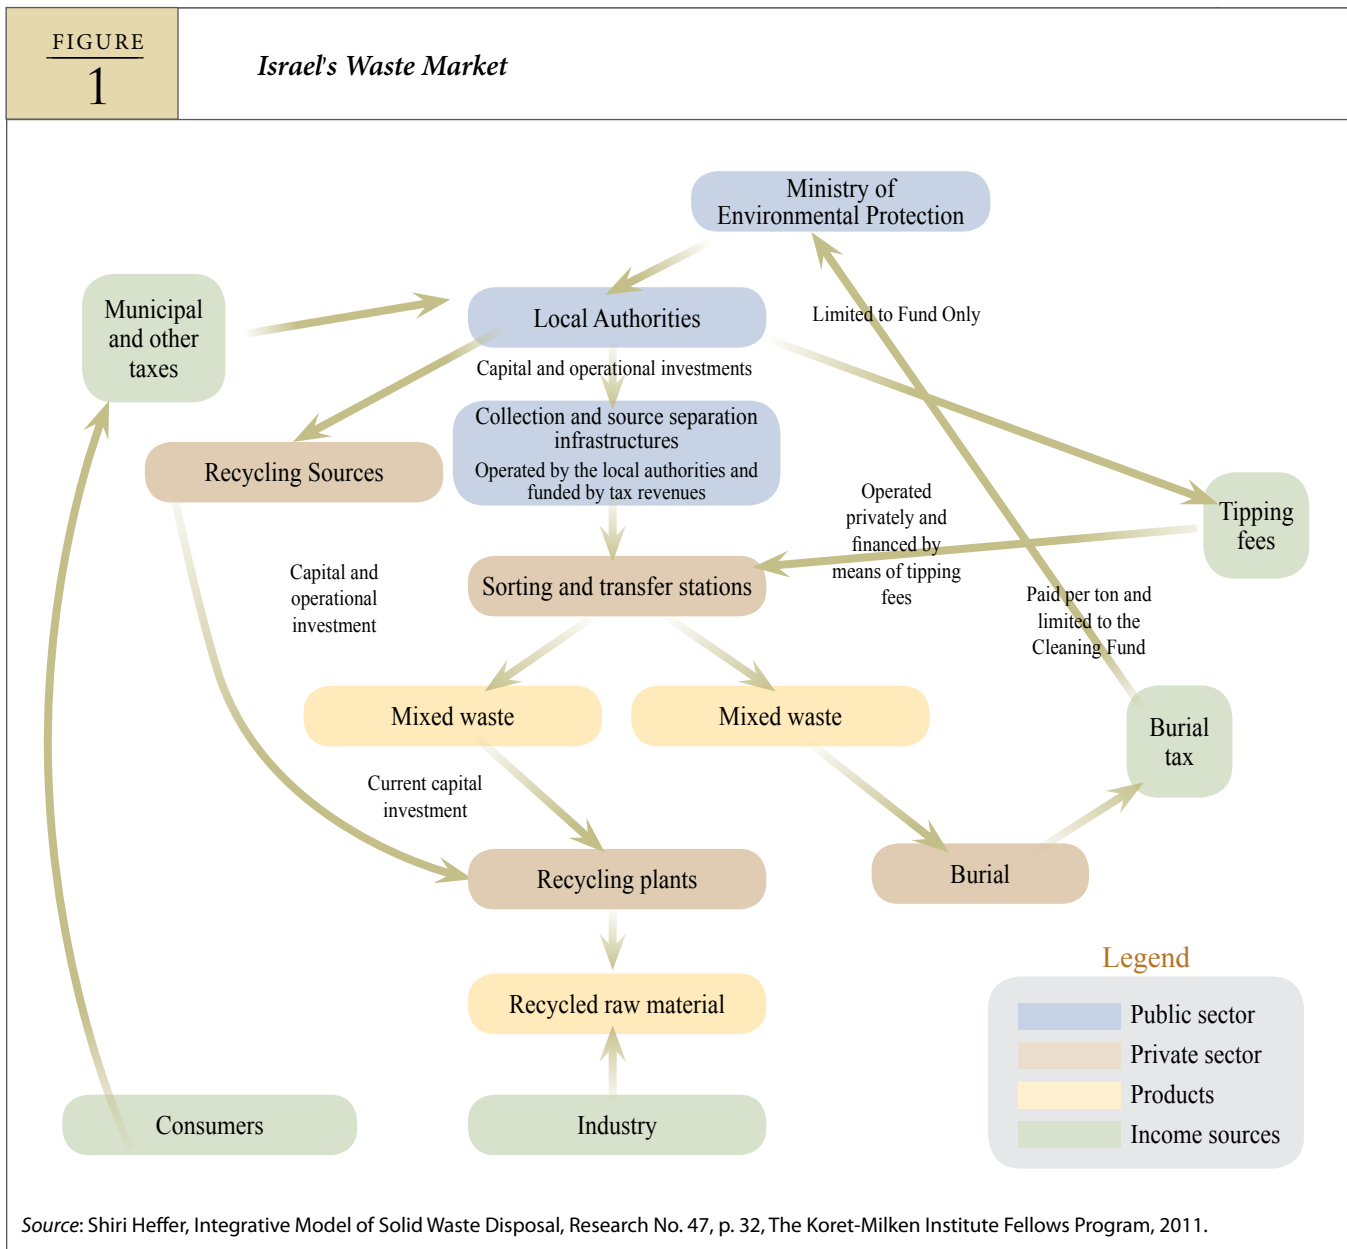 FIGURE
1
Israel's Waste Market
Ministry of
Environmental Protection
Municipal
and other
taxes
Local Authorities
Limited to Fund Only
Capital and operational investments
Collection and source separation
infrastructures
Operated by the local authorities and
funded by tax revenues
Recycling Sources
Operated
privately and
financed by
means of tipping
fees
Tipping
fees
Capital and
operational
investment
Sorting and transfer stations
Paid per ton and
limited to the
Cleaning Fund
Mixed waste
Mixed waste
Burial
tax
Current capital
investment
Recycling plants
Burial
Recycled raw material
Consumers
Industry
Legend
Public sector
Private sector
Products
Income sources
Source: Shiri Heffer, Integrative Model of Solid Waste Disposal, Research No. 47, p. 32, The Koret-Milken Institute Fellows Program, 2011.